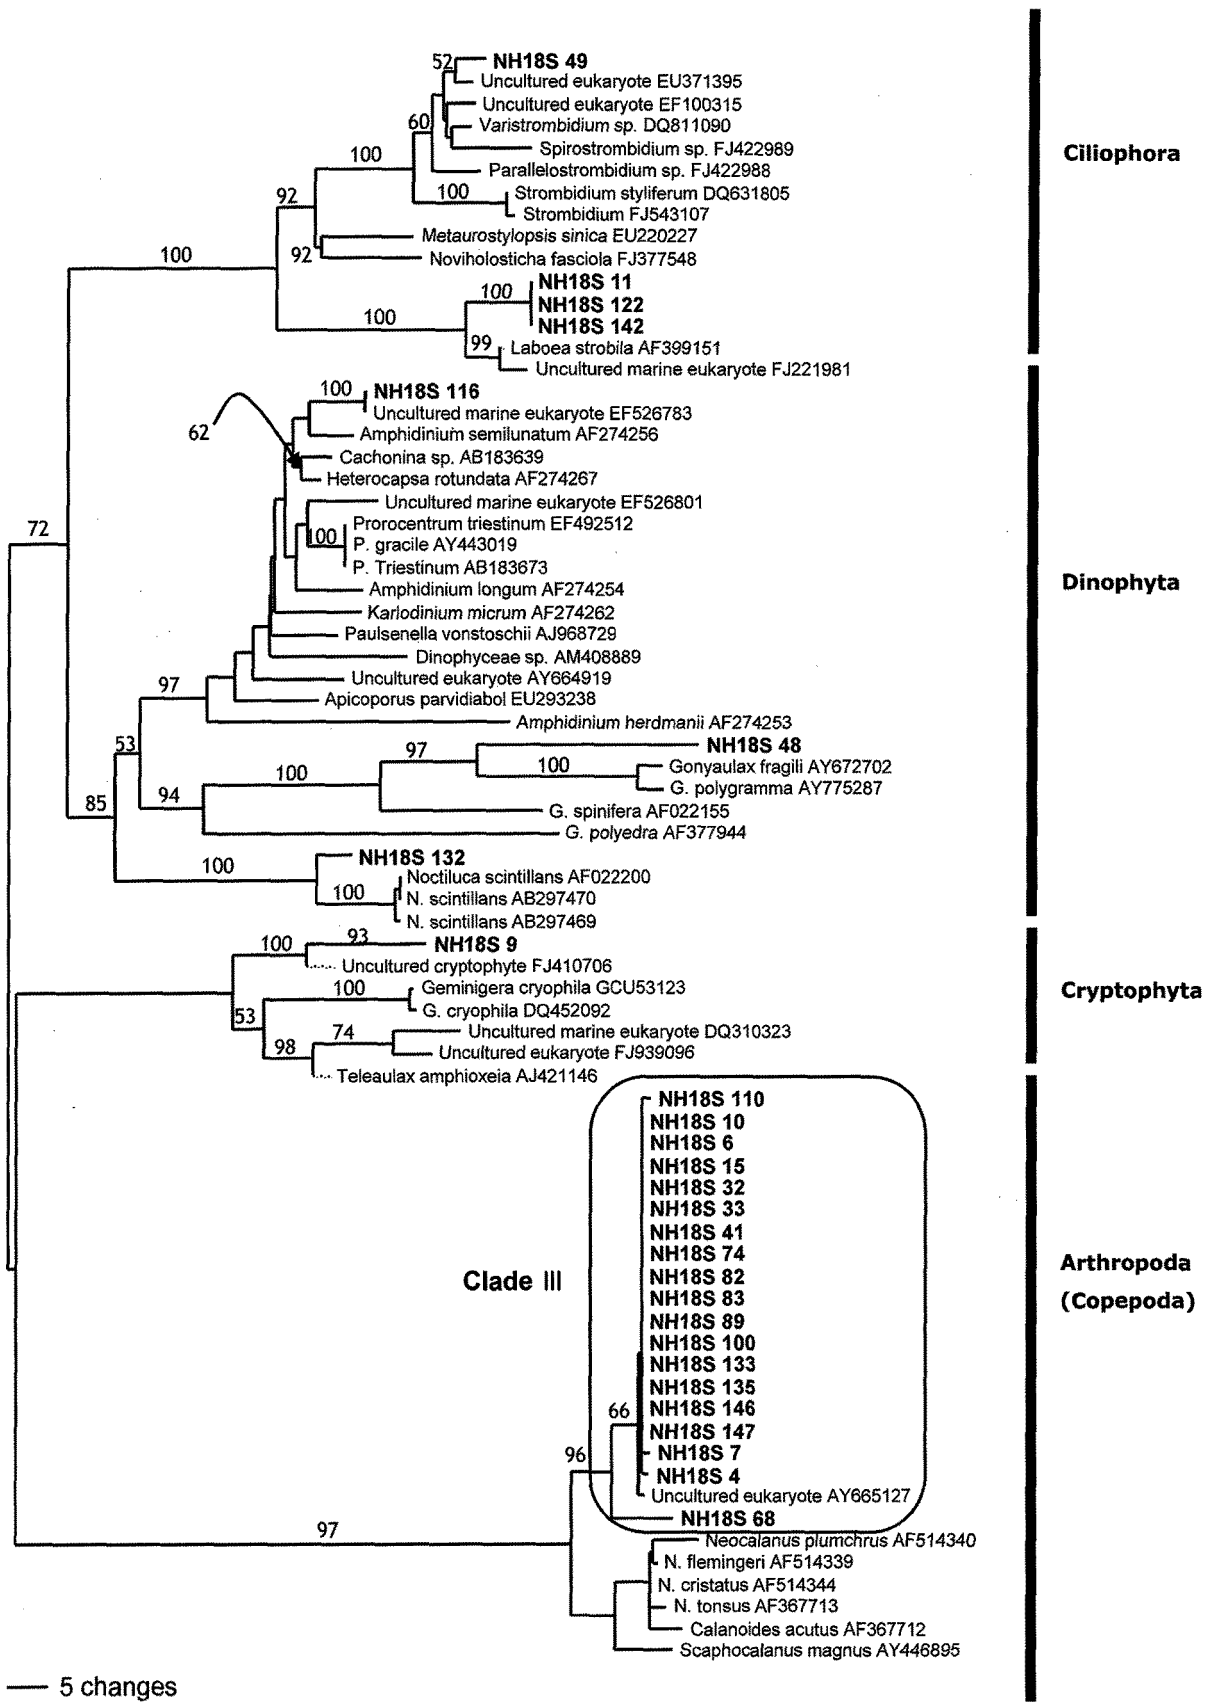 52
NH18S 49
Uncultured eukaryote EU371395
Uncultured eukaryote EF100315
60
Varistrombidium sp. DQ811090
Spirostrombidium sp. FJ422989
Ciliophora
100
Parallelostrombidium sp. FJ422988
100
Strombidium styliferum DQ631805
92
Strombidium FJ543107
Metaurostylopsis sinica EU220227
92
Noviholosticha fasciola FJ377548
100
NH18S 11
100
NH18S 122
100
NH18S 142
99
Laboea strobila AF399151
Uncultured marine eukaryote FJ221981
100
NH18S 116
Uncultured marine eukaryote EF526783
62
Amphidinium semilunatum AF274256
Cachonina sp. AB183639
Heterocapsa rotundata AF274267
Uncultured marine eukaryote EF526801
72
Prorocentrum triestinum EF492512
100
P. gracile AY443019
P. Triestinum AB183673
Dinophyta
Amphidinium longum AF274254
Karlodinium micrum AF274262
Paulsenella vonstoschii AJ968729
Dinophyceae sp. AM408889
Uncultured eukaryote AY664919
97
Apicoporus parvidiabol EU293238
Amphidinium herdmanii AF274253
53
97
NH18S 48
100
Gonyaulax fragili AY672702
100
G. polygramma AY775287
85
94
G. spinifera AF022155
G. polyedra AF377944
100
NH18S 132
Noctiluca scintillans AF022200
100
N. scintillans AB297470
N. scintillans AB297469
100
93
NH18S 9
Uncultured cryptophyte FJ410706
100
Geminigera cryophila GCU53123
Cryptophyta
53
G. cryophila DQ452092
74
Uncultured marine eukaryote DQ310323
98
Uncultured eukaryote FJ939096
Teleaulax amphioxeia AJ421146
NH18S 110
NH18S 10
NH18S 6
NH18S 15
NH18S 32
NH18S 33
NH18S 41
NH18S 74
Arthropoda
(Copepoda)
Clade III
NH18S 82
NH18S 83
NH18S 89
NH18S 100
NH18S 133
NH18S 135
66
NH18S 146
NH18S 147
96
NH18S 7
NH18S 4
Uncultured eukaryote AY665127
NH18S 68
97
Neocalanus plumchrus AF514340
N. flemingeri AF514339
N. cristatus AF514344
N. tonsus AF367713
Calanoides acutus AF367712
Scaphocalanus magnus AY446895
5 changes